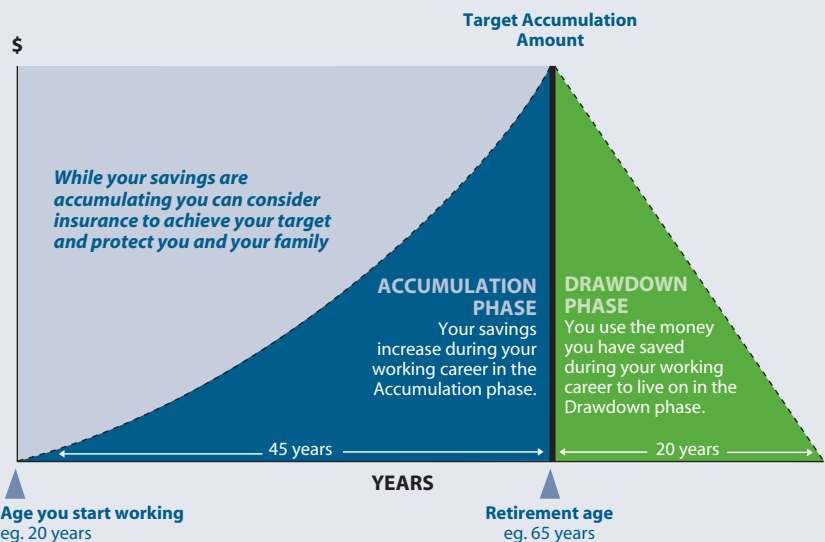 Target Accumulation
Amount
$
While your savings are
accumulating you can consider
insurance to achieve your target
and protect you and your family
ACCUMULATION
PHASE
Your savings
increase during your
working career in the
Accumulation phase.
DRAWDOWN
PHASE
You use the money
you have saved
during your working
career to live on in the
Drawdown phase.
45 years
20 years
YEARS
Age you start working
eg. 20 years
Retirement age
eg. 65 years